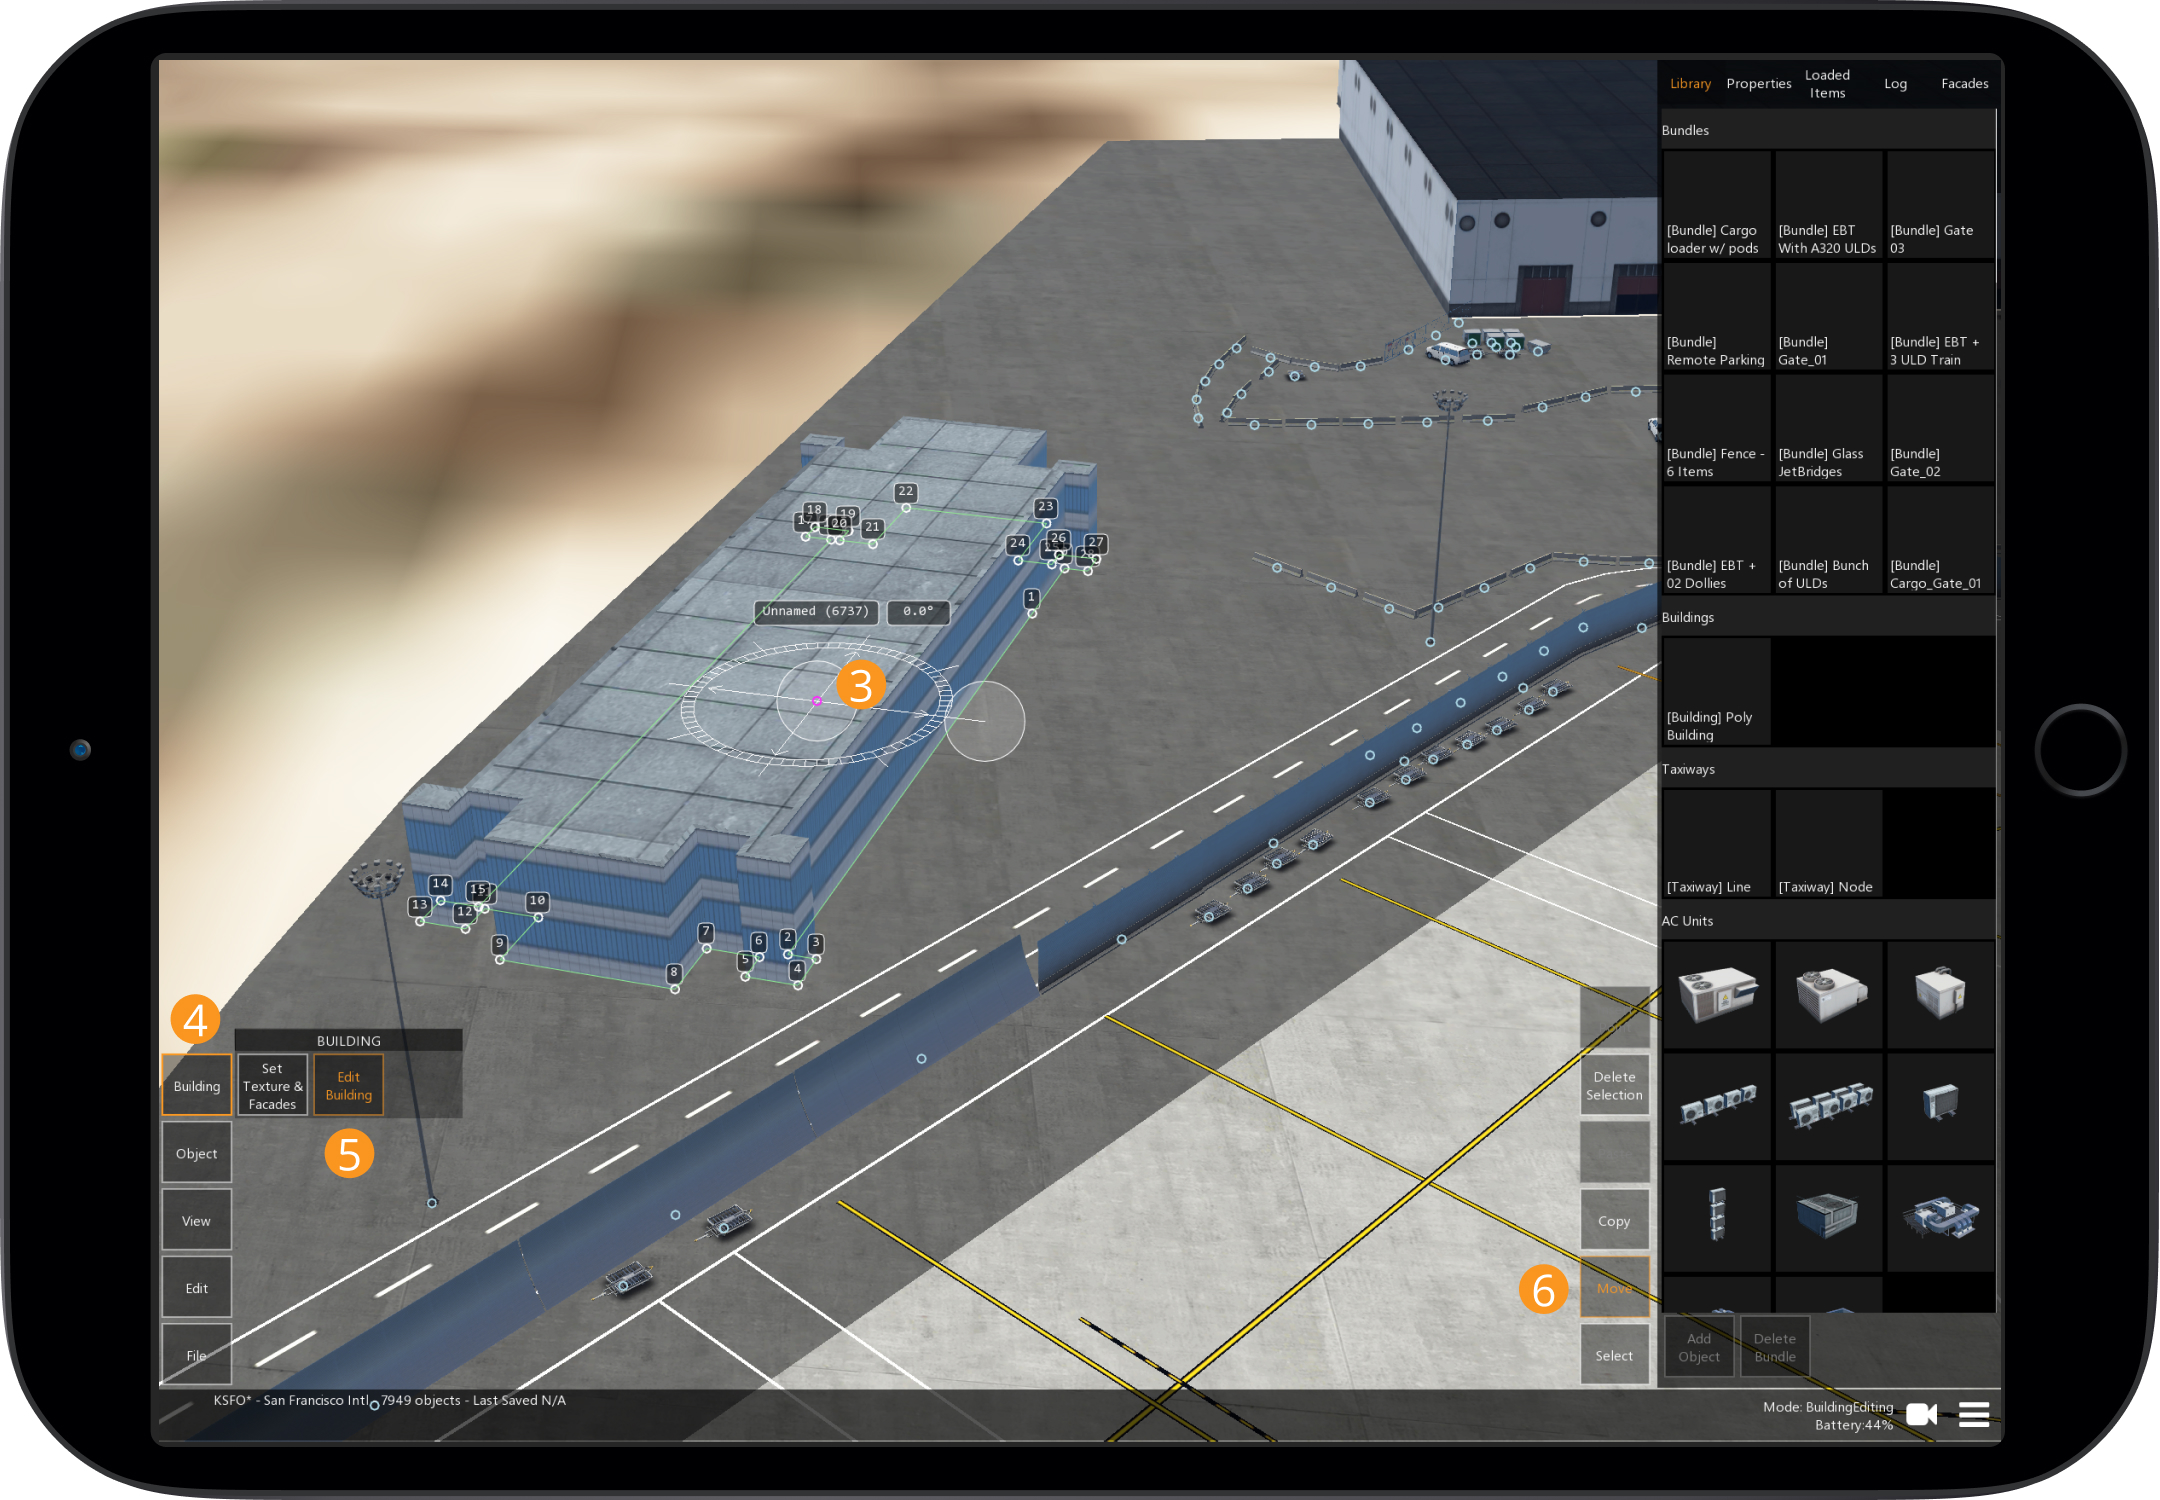 Library
Properties
Loaded
Items
Log
Facades
Bundles
[Bundle] Cargo
loader w/ pods
[Bundle] EBT
With A320 ULDs
[Bundle] Gate
03
[Bundle]
Remote Parking
[Bundle]
Gate_01
[Bundle] EBT +
3 ULD Train
[Bundle] Fence -
6 Items
[Bundle] Glass
JetBridges
[Bundle]
Gate_02
[Bundle] EBT +
02 Dollies
[Bundle] Bunch
of ULDs
[Bundle]
Cargo_Gate_01
Buildings
[Building] Poly
Building
Taxiways
[Taxiway] Line
[Taxiway] Node
AC Units
Add
Object
Delete
Bundle
22
23
18
19
17
20
21
24
26
27
28
1
Unnamed (6737)
0.0°
3
14
15
13
12
10
9
7
6
2
3
5
4
8
4
BUILDING
Building
Set
Texture &
Facades
Edit
Building
5
Object
View
Edit
File
Delete
Selection
Copy
6
Move
Select
KSFO* - San Francisco Intl - 7949 objects - Last Saved N/A
Mode: BuildingEditing
Battery:44%